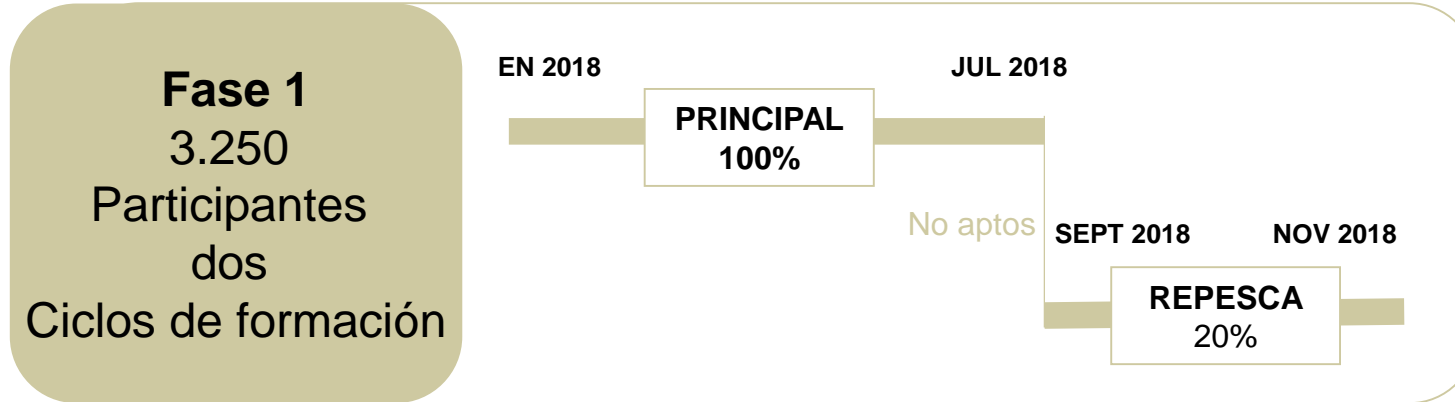 Fase 1
3.250
Participantes
dos
Ciclos de formación
EN 2018
JUL 2018
PRINCIPAL
100%
No aptos
SEPT 2018
NOV 2018
REPESCA
20%